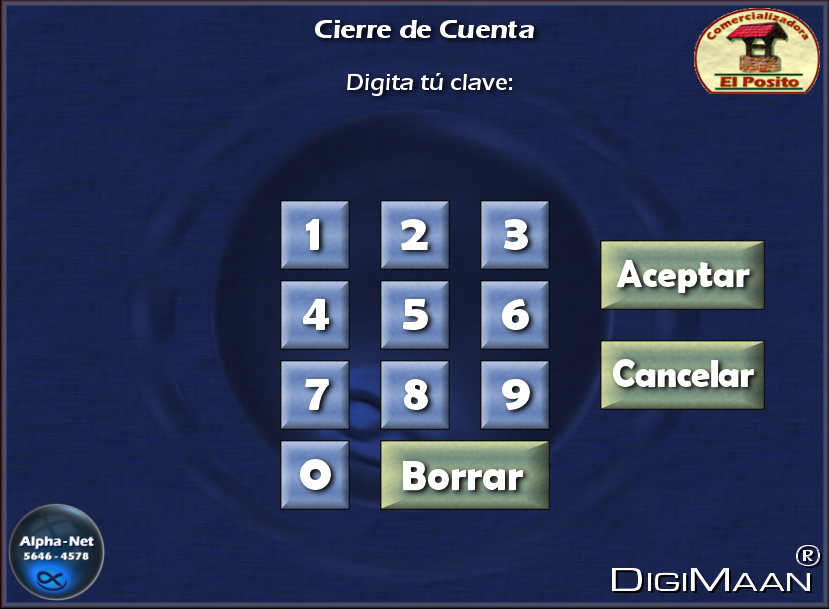 Cierre de Cuenta
Comercializadora
El Posito
Digita tú clave:
1 2 3
Aceptar
4 5 6
Cancelar
7 8 9
0 Borrar
Alpha-Net
5646 - 4578
DIGIMAAN®